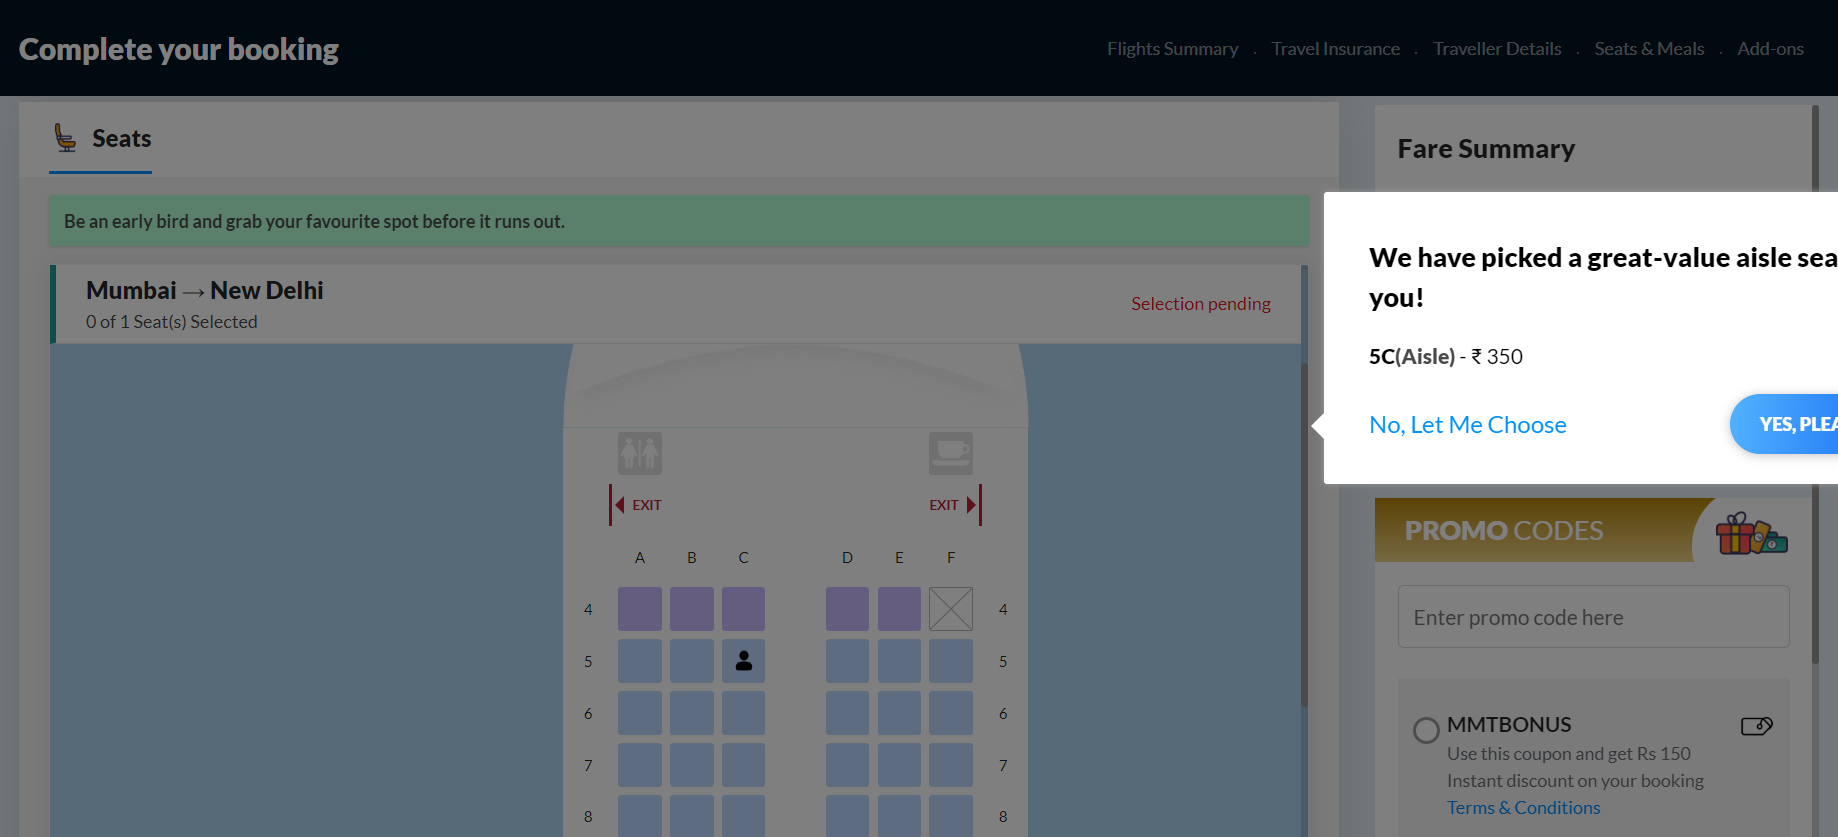 Complete your booking
Flights Summary . Travel Insurance . Traveller Details . Seats & Meals . Add-ons
Seats
Be an early bird and grab your favourite spot before it runs out.
Mumbai → New Delhi
0 of 1 Seat(s) Selected
Selection pending
EXIT EXIT
A B C D E F
4 4
5 5
6 6
7 7
8 8
Fare Summary
We have picked a great-value aisle sea
you!
5C(Aisle) - ₹ 350
No, Let Me Choose
YES, PLEA
PROMO CODES
Enter promo code here
MMTBONUS
Use this coupon and get Rs 150
Instant discount on your booking
Terms & Conditions